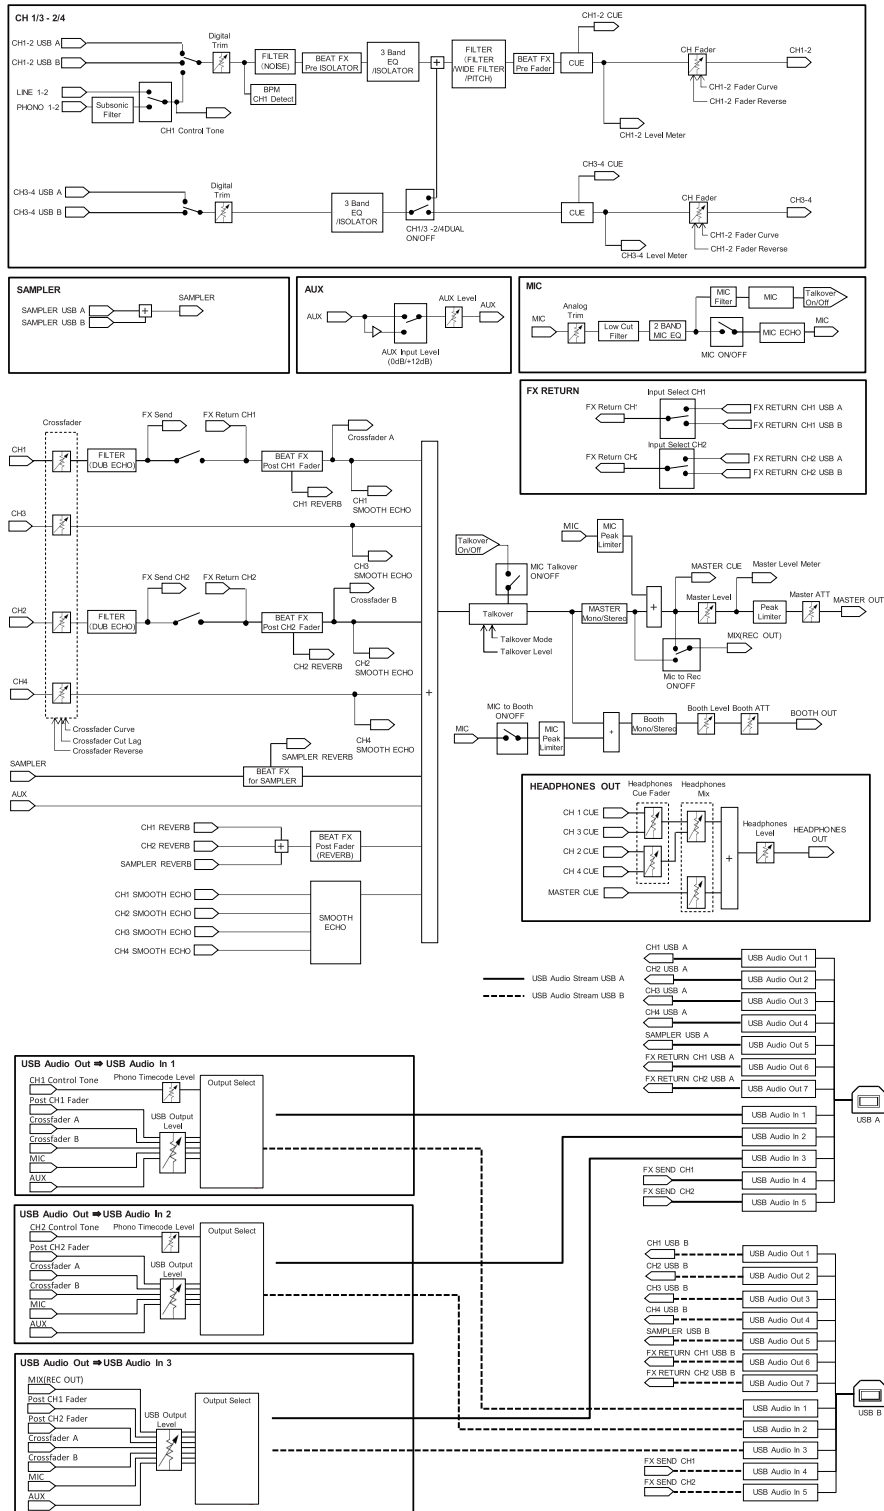 CH 1/3 - 2/4
CH1-2 USB A
CH1-2 USB B
LINE 1-2
PHONO 1-2
Subsonic
Filter
CH1 Control Tone
Digital
Trim
FILTER
(NOISE)
BPM
CH1 Detect
BEAT FX
Pre ISOLATOR
3 Band
EQ
/ISOLATOR
+
FILTER
(FILTER
/WIDE FILTER
/PITCH)
BEAT FX
Pre Fader
CUE
CH1-2 CUE
CH1-2 Level Meter
CH Fader
CH1-2
CH1-2 Fader Curve
CH1-2 Fader Reverse
CH3-4 USB A
CH3-4 USB B
Digital
Trim
3 Band
EQ
/ISOLATOR
CH1/3 -2/4DUAL
ON/OFF
CUE
CH3-4 CUE
CH3-4 Level Meter
CH Fader
CH3-4
CH1-2 Fader Curve
CH1-2 Fader Reverse
SAMPLER
SAMPLER USB A
SAMPLER USB B
+
SAMPLER
AUX
AUX
AUX Input Level
(0dB/+12dB)
AUX Level
AUX
MIC
MIC
Analog
Trim
Low Cut
Filter
2 BAND
MIC EQ
MIC
Filter
MIC
Talkover
On/Off
MIC ON/OFF
MIC ECHO
MIC
FX RETURN
Input Select CH1
FX Return CH'
FX RETURN CH1 USB A
FX RETURN CH1 USB B
Input Select CH2
FX Return CH2
FX RETURN CH2 USB A
FX RETURN CH2 USB B
Crossfader
CH1
FILTER
(DUB ECHO)
FX Send
FX Return CH1
BEAT FX
Post CH1 Fader
Crossfader A
CH1 REVERB
CH1
SMOOTH ECHO
CH3
CH3
SMOOTH ECHO
CH2
FILTER
(DUB ECHO)
FX Send CH2
FX Return CH2
BEAT FX
Post CH2 Fader
Crossfader B
CH2 REVERB
CH2
SMOOTH ECHO
CH4
CH4
SMOOTH ECHO
Crossfader Curve
Crossfader Cut Lag
Crossfader Reverse
SAMPLER
BEAT FX
for SAMPLER
SAMPLER REVERB
AUX
CH1 REVERB
CH2 REVERB
SAMPLER REVERB
+
BEAT FX
Post Fader
(REVERB)
CH1 SMOOTH ECHO
CH2 SMOOTH ECHO
CH3 SMOOTH ECHO
CH4 SMOOTH ECHO
SMOOTH
ECHO
+
Talkover
On/Off
MIC Talkover
ON/OFF
Talkover
Talkover Mode
Talkover Level
MIC
MIC
Peak
Limiter
MASTER
Mono/Stereo
+
MASTER CUE
Master Level
Master Level Meter
Peak
Limiter
Master ATT
MASTER OUT
MIX(REC OUT)
Mic to Rec
ON/OFF
MIC
MIC to Booth
ON/OFF
MIC
Peak
Limiter
+
Booth
Mono/Stereo
Booth Level
Booth ATT
BOOTH OUT
HEADPHONES OUT
Headphones
Cue Fader
Headphones
Mix
CH 1 CUE
CH 3 CUE
CH 2 CUE
CH 4 CUE
MASTER CUE
+
Headphones
Level
HEADPHONES
OUT
USB Audio Stream USB A
USB Audio Stream USB B
CH1 USB A
USB Audio Out 1
CH2 USB A
USB Audio Out 2
CH3 USB A
USB Audio Out 3
CH4 USB A
USB Audio Out 4
SAMPLER USB A
USB Audio Out 5
FX RETURN CH1 USB A
USB Audio Out 6
FX RETURN CH2 USB A
USB Audio Out 7
USB Audio In 1
USB Audio In 2
USB Audio In 3
FX SEND CH1
USB Audio In 4
FX SEND CH2
USB Audio In 5
USB A
CH1 USB B
USB Audio Out 1
CH2 USB B
USB Audio Out 2
CH3 USB B
USB Audio Out 3
CH4 USB B
USB Audio Out 4
SAMPLER USB B
USB Audio Out 5
FX RETURN CH1 USB B
USB Audio Out 6
FX RETURN CH2 USB B
USB Audio Out 7
USB Audio In 1
USB Audio In 2
USB Audio In 3
FX SEND CH1
USB Audio In 4
FX SEND CH2
USB Audio In 5
USB B
USB Audio Out ⇒ USB Audio In 1
CH1 Control Tone
Phono Timecode Level
Output Select
Post CH1 Fader
Crossfader A
Crossfader B
MIC
AUX
USB Output
Level
USB Audio Out ⇒ USB Audio In 2
CH2 Control Tone
Phono Timecode Level
Output Select
Post CH2 Fader
Crossfader A
Crossfader B
MIC
AUX
USB Output
Level
USB Audio Out ⇒ USB Audio In 3
MIX(REC OUT)
Post CH1 Fader
Post CH2 Fader
Crossfader A
Crossfader B
MIC
AUX
USB Output
Level
Output Select